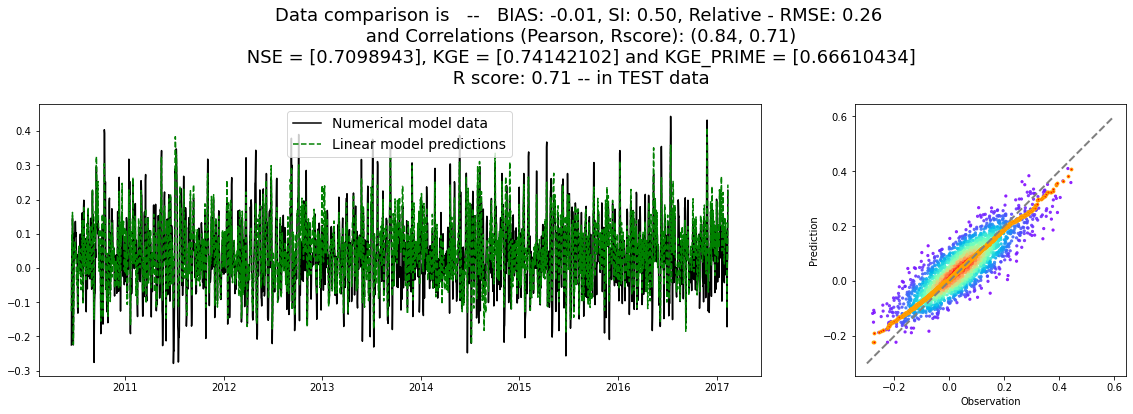 Data comparison is -- BIAS: -0.01, SI: 0.50, Relative - RMSE: 0.26
and Correlations (Pearson, Rscore): (0.84, 0.71)
NSE = [0.7098943], KGE = [0.74142102] and KGE_PRIME = [0.66610434]
R score: 0.71 -- in TEST data
Numerical model data
Linear model predictions
0.4
0.3
0.2
0.1
0.0
−0.1
−0.2
−0.3
2011 2012 2013 2014 2015 2016 2017
Prediction
0.6
0.4
0.2
0.0
−0.2
−0.2 0.0 0.2 0.4 0.6
Observation